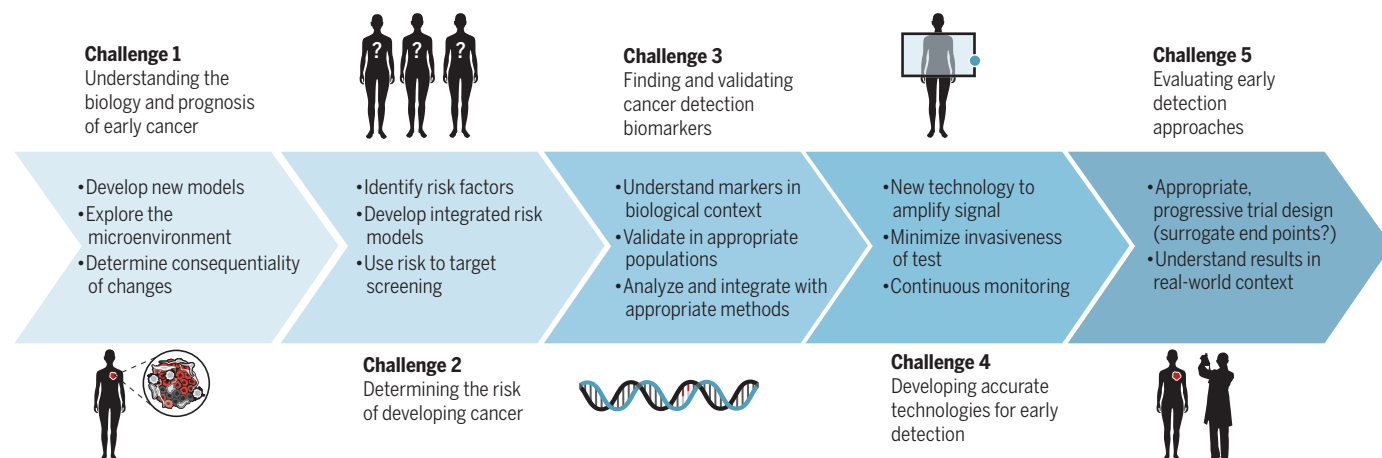 Challenge 1
Understanding the
biology and prognosis
of early cancer
•Develop new models
•Explore the
microenvironment
•Determine consequentiality
of changes
? ? ?
•Identify risk factors
•Develop integrated risk
models
•Use risk to target
screening
Challenge 2
Determining the risk
of developing cancer
Challenge 3
Finding and validating
cancer detection
biomarkers
•Understand markers in
biological context
•Validate in appropriate
populations
•Analyze and integrate with
appropriate methods
•New technology to
amplify signal
•Minimize invasiveness
of test
•Continuous monitoring
Challenge 4
Developing accurate
technologies for early
detection
Challenge 5
Evaluating early
detection
approaches
•Appropriate,
progressive trial design
(surrogate end points?)
•Understand results in
real-world context